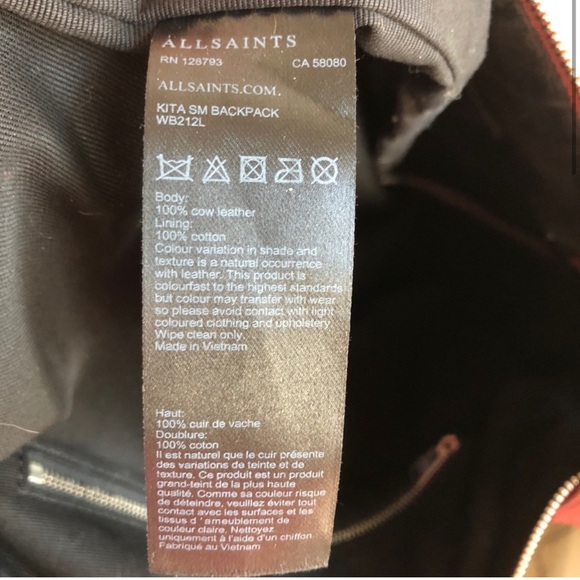 ALLSAINTS
RN 128793 CA 58080
ALLSAINTS.COM.
KITA SM BACKPACK
WB212L
Body:
100% cow leather
Lining:
100% cotton
Colour variation in shade and
texture is a natural occurrence
with leather. This product is
colourfast to the highest standards
but colour may transfer with wear
so please avoid contact with light
coloured clothing and upholstery.
Wipe clean only.
Made in Vietnam
Haut:
100% cuir de vache
Doublure:
100% coton
Il est naturel que le cuir présente
des variations de teinte et de
texture. Ce produit est un produit
grand-teint de la plus haute
qualité. Comme sa couleur risque
de déteindre, veuillez éviter tout
contact avec les surfaces et les
tissus d'ameublement de
couleur claire. Nettoyez
uniquement à l'aide d'un chiffon
Fabriqué au Vietnam